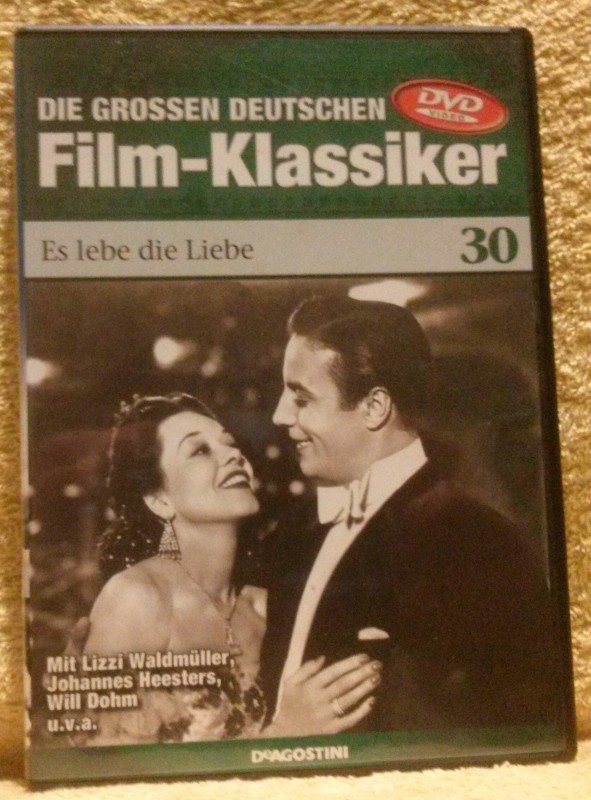 DIE GROSSEN DEUTSCHEN
DVD
VIDEO
Film-Klassiker
Es lebe die Liebe 30
Mit Lizzi Waldmüller,
Johannes Heesters,
Will Dohm
u.v.a.
DeAGOSTINI